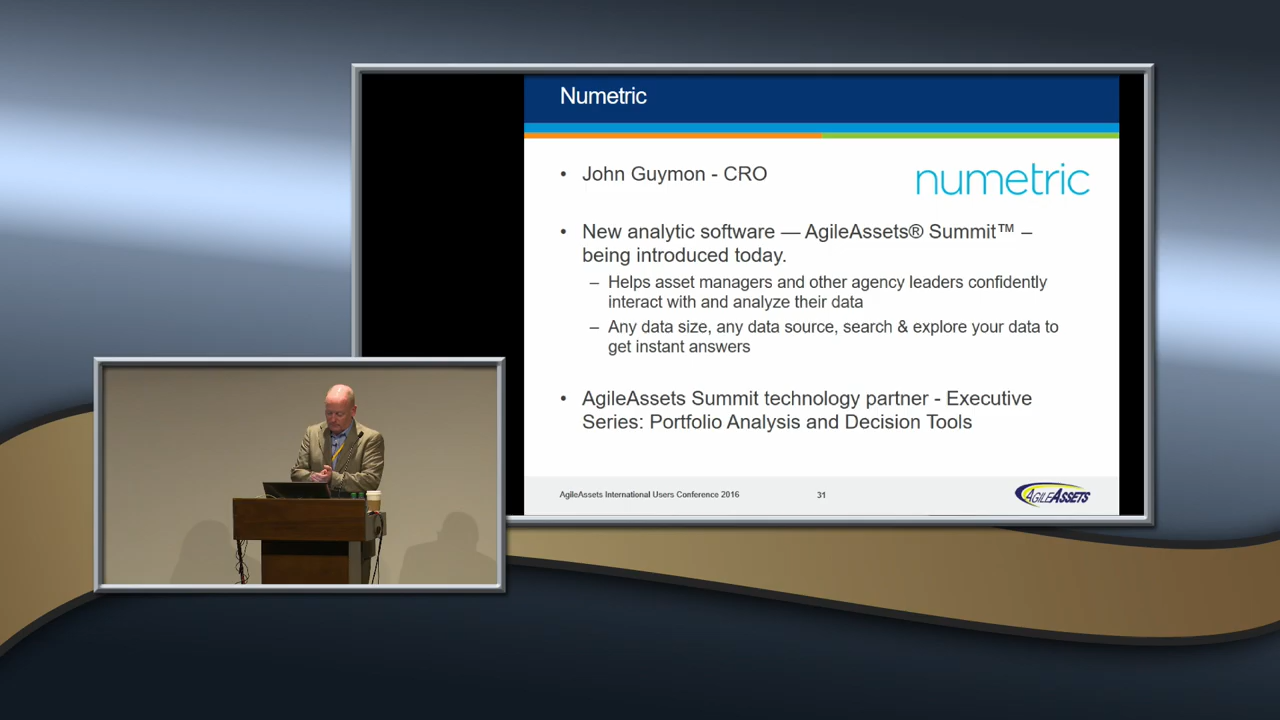 Numetric
• John Guymon - CRO
numetric
• New analytic software — AgileAssets® Summit™ –
being introduced today.
– Helps asset managers and other agency leaders confidently
interact with and analyze their data
– Any data size, any data source, search & explore your data to
get instant answers
• AgileAssets Summit technology partner - Executive
Series: Portfolio Analysis and Decision Tools
AgileAssets International Users Conference 2016
31
AGILEASSETS